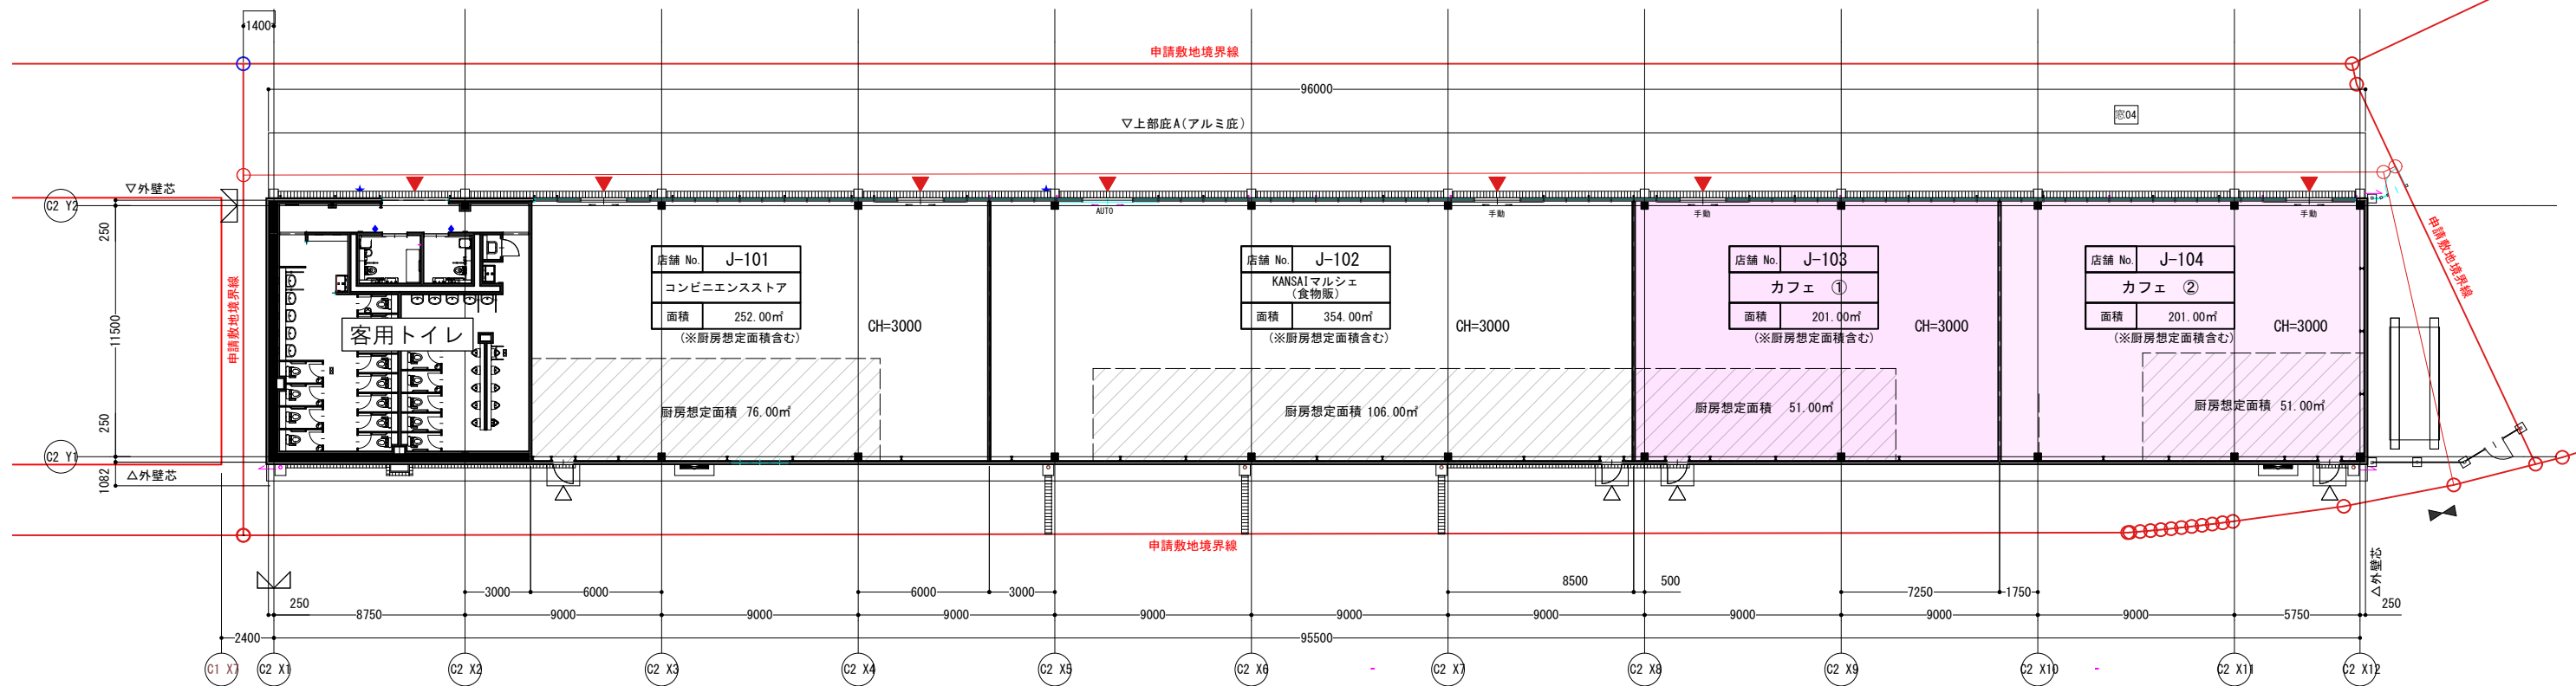 1400
申請敷地境界線
96000
▽上部庇A(アルミ庇)
窓04
▽外壁芯
C2 Y2
AUTO
手動
手動
手動
250
11500
250
1082
申請敷地境界線
店舗 No. J-101
コンビニエンスストア
面積 252.00㎡
(※厨房想定面積含む)
CH=3000
店舗 No. J-102
KANSAIマルシェ
(食物販)
面積 354.00㎡
(※厨房想定面積含む)
CH=3000
店舗 No. J-103
カフェ ①
面積 201.00㎡
(※厨房想定面積含む)
CH=3000
店舗 No. J-104
カフェ ②
面積 201.00㎡
(※厨房想定面積含む)
CH=3000
申請敷地境界線
客用トイレ
厨房想定面積 76.00㎡
厨房想定面積 106.00㎡
厨房想定面積 51.00㎡
厨房想定面積 51.00㎡
C2 Y1
△外壁芯
申請敷地境界線
△外壁芯
3000 6000 6000 3000 8500 500 7250 1750
250 8750 9000 9000 9000 9000 9000 9000 9000 9000 9000 5750 250
2400 95500
C1 X7 C2 X1 C2 X2 C2 X3 C2 X4 C2 X5 C2 X6 C2 X7 C2 X8 C2 X9 C2 X10 C2 X11 C2 X12